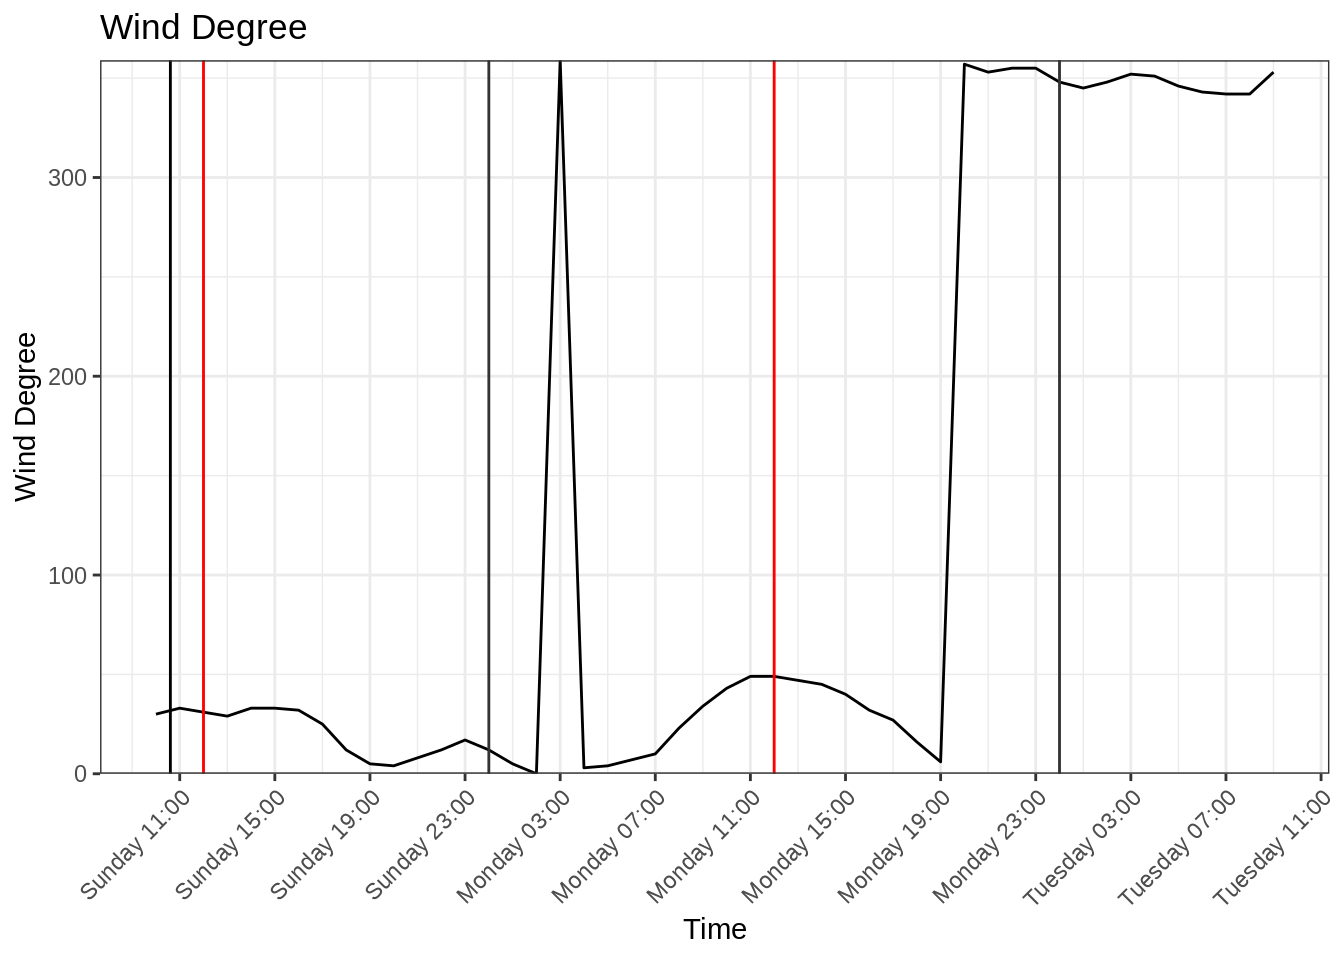 Wind Degree
Wind Degree
300
200
100
0
Sunday 11:00
Sunday 15:00
Sunday 19:00
Sunday 23:00
Monday 03:00
Monday 07:00
Monday 11:00
Monday 15:00
Monday 19:00
Monday 23:00
Tuesday 03:00
Tuesday 07:00
Tuesday 11:00
Time